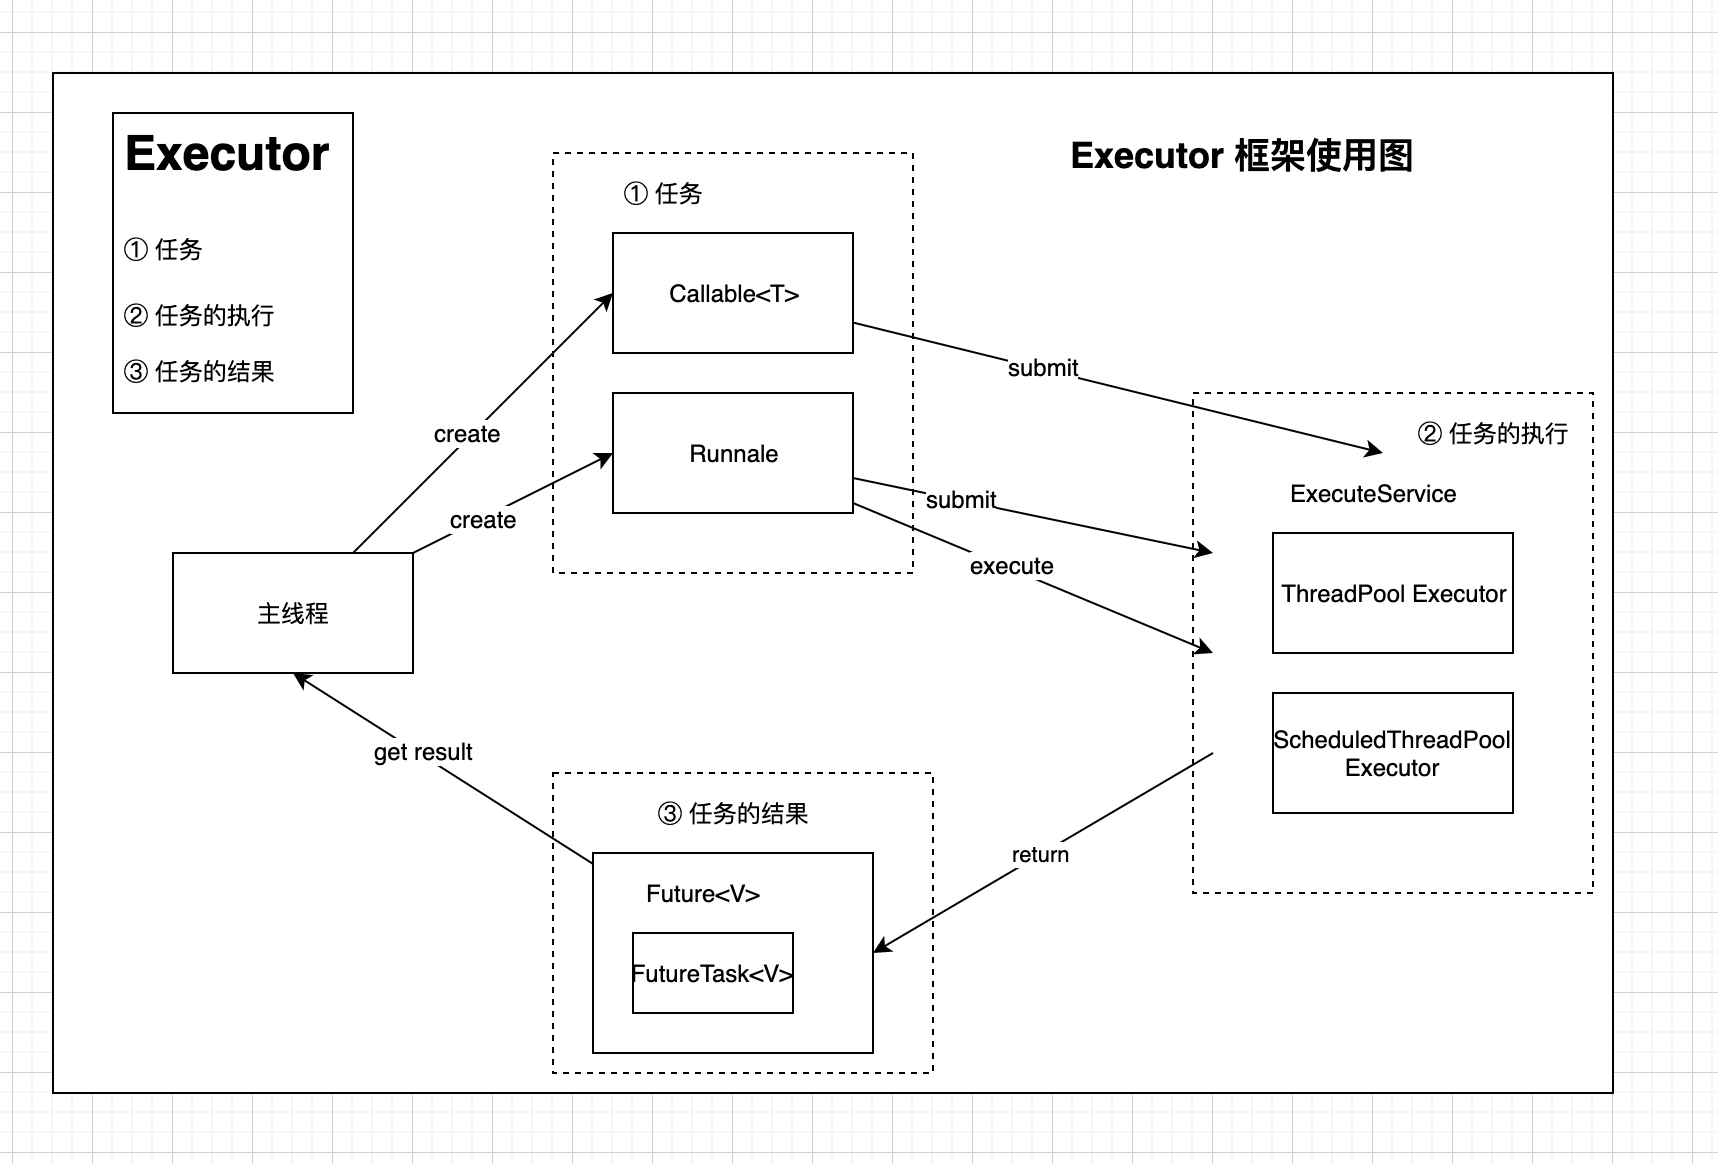 Executor
① 任务
② 任务的执行
③ 任务的结果
Executor 框架使用图
① 任务
Callable<T>
Runnale
create
create
主线程
submit
submit
execute
② 任务的执行
ExecuteService
ThreadPool Executor
ScheduledThreadPool
Executor
return
get result
③ 任务的结果
Future<V>
FutureTask<V>